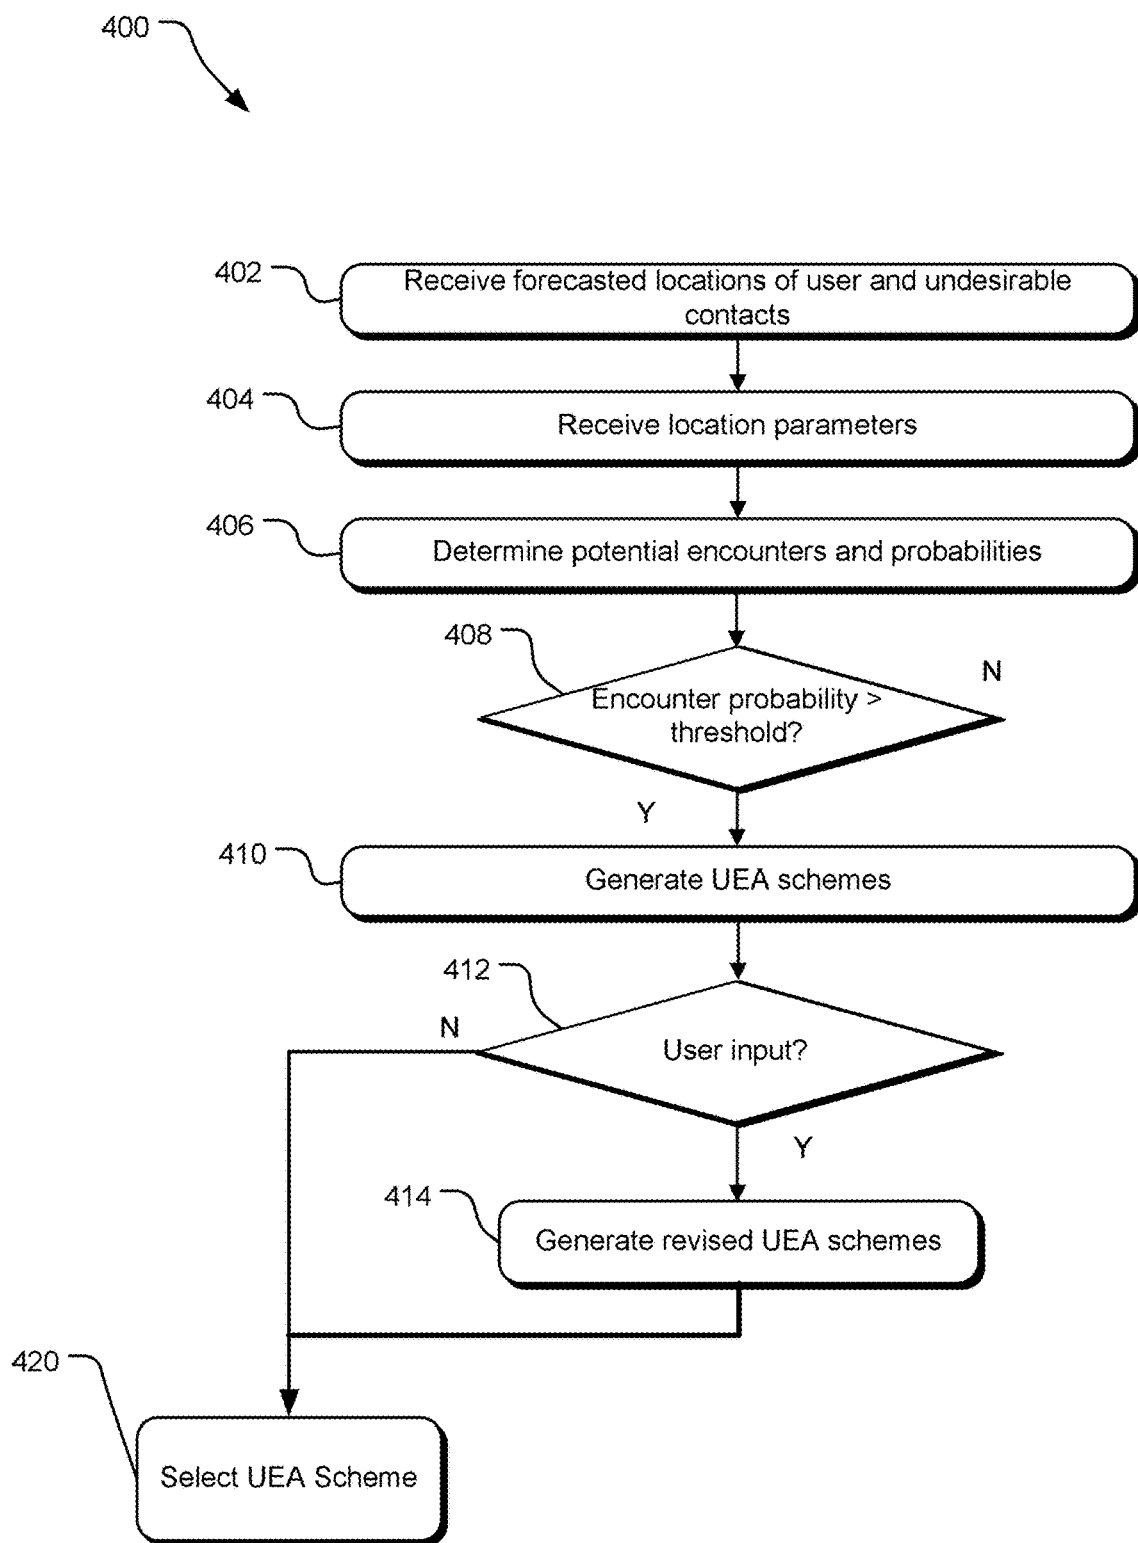 400
402
Receive forecasted locations of user and undesirable
contacts
404
Receive location parameters
406
Determine potential encounters and probabilities
408
N
Encounter probability >
threshold?
Y
410
Generate UEA schemes
412
N
User input?
Y
414
Generate revised UEA schemes
420
Select UEA Scheme